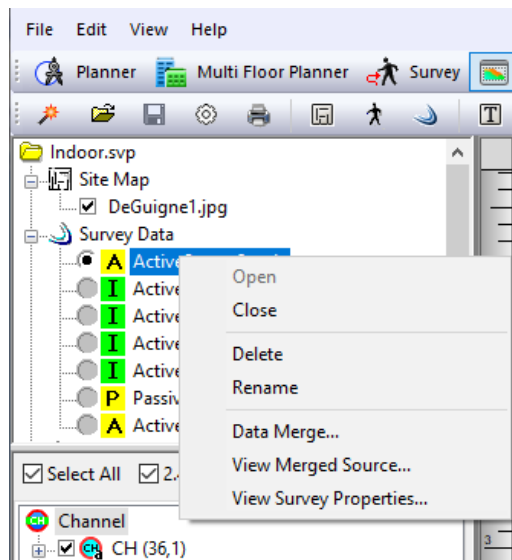 File Edit View Help
Planner Multi Floor Planner Survey
T
Indoor.svp
Site Map
DeGuigne1.jpg
Survey Data
A
I Active
I Active
I Active
I Active
P
A Active
Open
Close
Delete
Rename
Data Merge...
View Merged Source...
View Survey Properties...
Select All
CH Channel
CH (36,1)
3